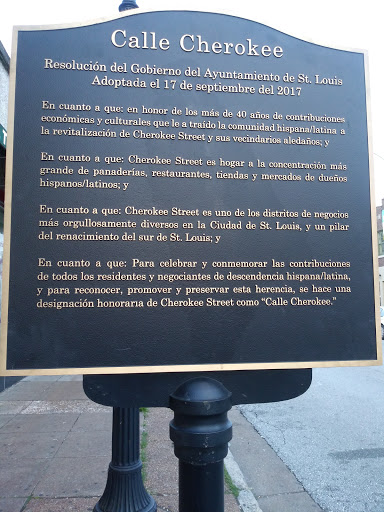 Calle Cherokee
Resolución del Gobierno del Ayuntamiento de St. Louis
Adoptada el 17 de septiembre del 2017
En cuanto a que: en honor de los más de 40 años de contribuciones
económicas y culturales que le a traído la comunidad hispana/latina a
la revitalización de Cherokee Street y sus vecindarios aledaños; y
En cuanto a que: Cherokee Street es hogar a la concentración más
grande de panaderías, restaurantes, tiendas y mercados de dueños
hispanos/latinos; y
En cuanto a que: Cherokee Street es uno de los distritos de negocios
más orgullosamente diversos en la Ciudad de St. Louis, y un pilar
del renacimiento del sur de St. Louis; y
En cuanto a que: Para celebrar y conmemorar las contribuciones
de todos los residentes y negociantes de descendencia hispana/latina,
y para reconocer, promover y preservar esta herencia, se hace una
designación honoraria de Cherokee Street como “Calle Cherokee.”